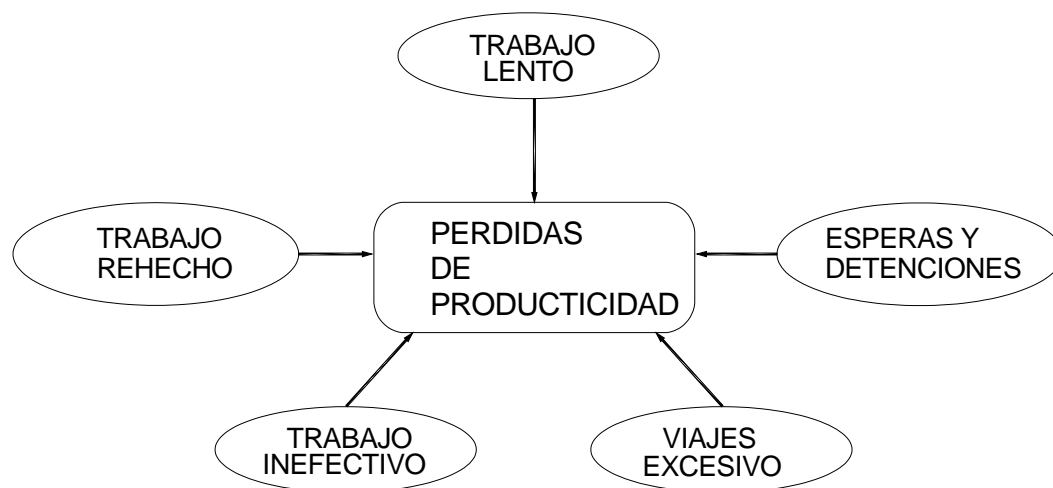 TRABAJO
LENTO
TRABAJO
REHECHO
PERDIDAS
DE
PRODUCTICIDAD
ESPERAS Y
DETENCIONES
TRABAJO
INEFECTIVO
VIAJES
EXCESIVO